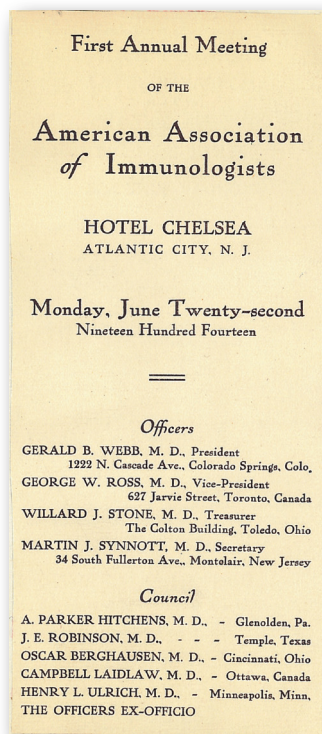 First Annual Meeting
OF THE
American Association
of Immunologists
HOTEL CHELSEA
ATLANTIC CITY, N. J.
Monday, June Twenty-second
Nineteen Hundred Fourteen
Officers
GERALD B. WEBB, M. D., President
1222 N. Cascade Ave., Colorado Springs, Colo.
GEORGE W. ROSS, M. D., Vice-President
627 Jarvie Street, Toronto, Canada
WILLARD J. STONE, M. D., Treasurer
The Colton Building, Toledo, Ohio
MARTIN J. SYNNOTT, M. D., Secretary
34 South Fullerton Ave., Montclair, New Jersey
Council
A. PARKER HITCHENS, M. D., - Glenolden, Pa.
J. E. ROBINSON, M. D., - - - Temple, Texas
OSCAR BERGHAUSEN, M. D., - Cincinnati, Ohio
CAMPBELL LAIDLAW, M. D., - Ottawa, Canada
HENRY L. ULRICH, M. D., - Minneapolis, Minn,
THE OFFICERS EX-OFFICIO